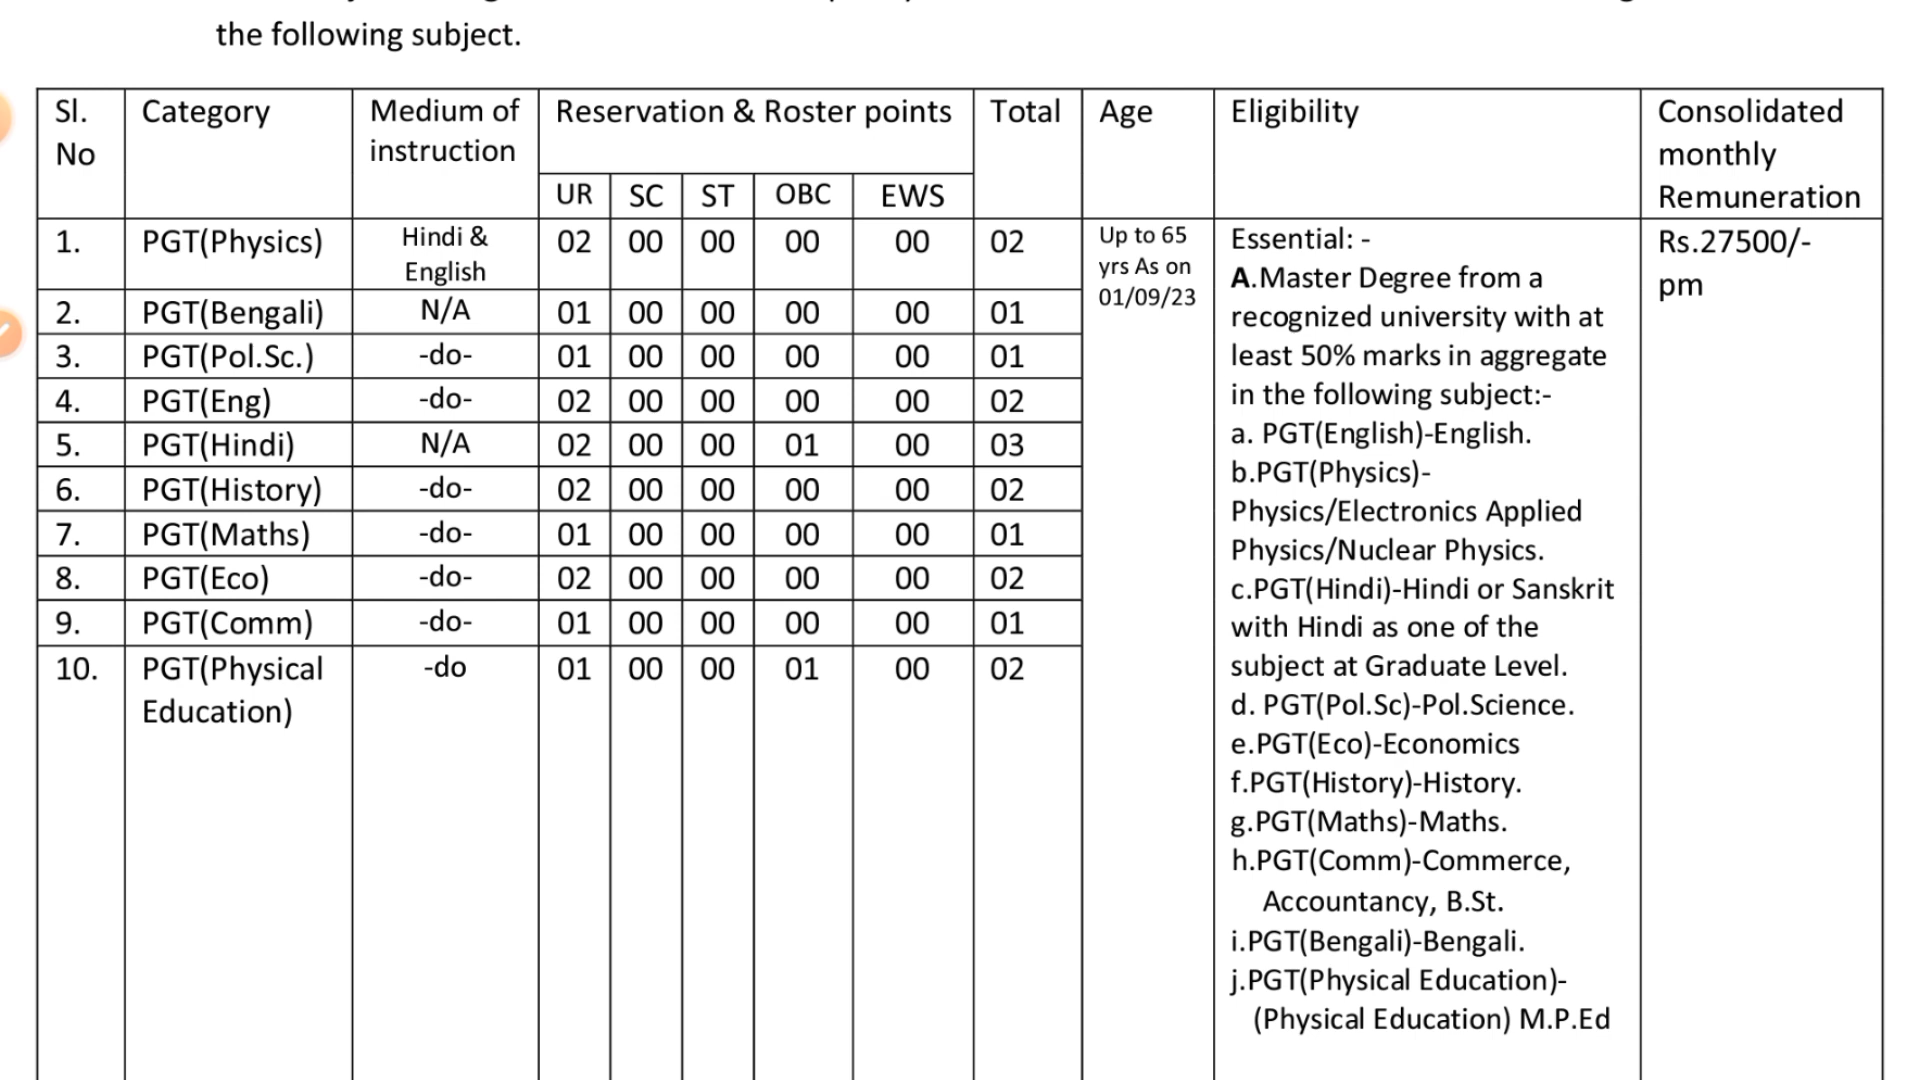 the following subject.
Sl. No Category Medium of instruction Reservation & Roster points Total Age Eligibility Consolidated monthly Remuneration
UR SC ST OBC EWS
1. PGT(Physics) Hindi & English 02 00 00 00 00 02
2. PGT(Bengali) N/A 01 00 00 00 00 01
3. PGT(Pol.Sc.) -do- 01 00 00 00 00 01
4. PGT(Eng) -do- 02 00 00 00 00 02
5. PGT(Hindi) N/A 02 00 00 01 00 03
6. PGT(History) -do- 02 00 00 00 00 02
7. PGT(Maths) -do- 01 00 00 00 00 01
8. PGT(Eco) -do- 02 00 00 00 00 02
9. PGT(Comm) -do- 01 00 00 00 00 01
10. PGT(Physical Education) -do 01 00 00 01 00 02
Up to 65
yrs As on
01/09/23
Essential: -
A.Master Degree from a
recognized university with at
least 50% marks in aggregate
in the following subject:-
a. PGT(English)-English.
b.PGT(Physics)-
Physics/Electronics Applied
Physics/Nuclear Physics.
c.PGT(Hindi)-Hindi or Sanskrit
with Hindi as one of the
subject at Graduate Level.
d. PGT(Pol.Sc)-Pol.Science.
e.PGT(Eco)-Economics
f.PGT(History)-History.
g.PGT(Maths)-Maths.
h.PGT(Comm)-Commerce,
Accountancy, B.St.
i.PGT(Bengali)-Bengali.
j.PGT(Physical Education)-
(Physical Education) M.P.Ed
Rs.27500/-
pm